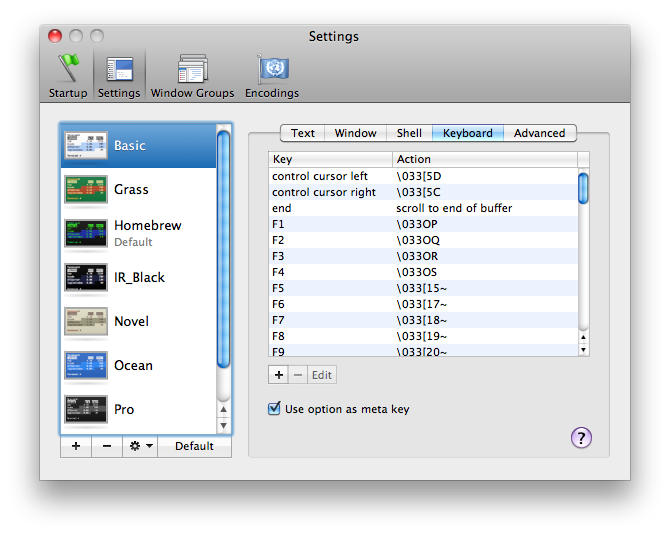 Settings
Startup Settings Window Groups Encodings
Basic
Grass
Homebrew
Default
IR_Black
Novel
Ocean
Pro
+ − Default
Text Window Shell Keyboard Advanced
Key Action
control cursor left \033[5D
control cursor right \033[5C
end scroll to end of buffer
F1 \033OP
F2 \033OQ
F3 \033OR
F4 \033OS
F5 \033[15~
F6 \033[17~
F7 \033[18~
F8 \033[19~
F9 \033[20~
+ − Edit
Use option as meta key
?